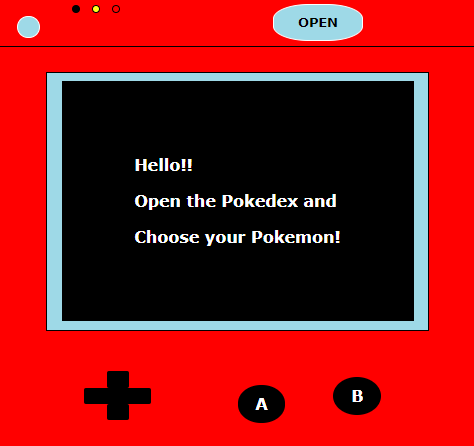 OPEN
Hello!!
Open the Pokedex and
Choose your Pokemon!
A
B